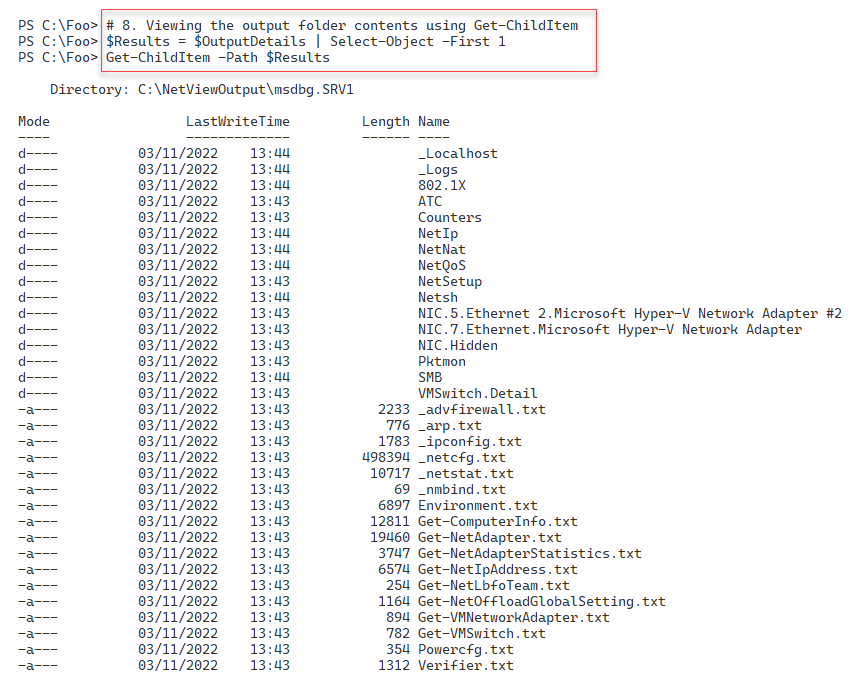 PS C:\Foo> # 8. Viewing the output folder contents using Get-ChildItem
PS C:\Foo> $Results = $OutputDetails | Select-Object -First 1
PS C:\Foo> Get-ChildItem -Path $Results
    Directory: C:\NetViewOutput\msdbg.SRV1
Mode                 LastWriteTime         Length Name
----                 -------------         ------ ----
d----          03/11/2022    13:44                _Localhost
d----          03/11/2022    13:44                _Logs
d----          03/11/2022    13:44                802.1X
d----          03/11/2022    13:43                ATC
d----          03/11/2022    13:43                Counters
d----          03/11/2022    13:44                NetIp
d----          03/11/2022    13:44                NetNat
d----          03/11/2022    13:44                NetQoS
d----          03/11/2022    13:43                NetSetup
d----          03/11/2022    13:44                Netsh
d----          03/11/2022    13:43                NIC.5.Ethernet 2.Microsoft Hyper-V Network Adapter #2
d----          03/11/2022    13:43                NIC.7.Ethernet.Microsoft Hyper-V Network Adapter
d----          03/11/2022    13:43                NIC.Hidden
d----          03/11/2022    13:43                Pktmon
d----          03/11/2022    13:44                SMB
d----          03/11/2022    13:43                VMSwitch.Detail
-a---          03/11/2022    13:43           2233 _advfirewall.txt
-a---          03/11/2022    13:43            776 _arp.txt
-a---          03/11/2022    13:43           1783 _ipconfig.txt
-a---          03/11/2022    13:43         498394 _netcfg.txt
-a---          03/11/2022    13:43          10717 _netstat.txt
-a---          03/11/2022    13:43             69 _nmbind.txt
-a---          03/11/2022    13:43           6897 Environment.txt
-a---          03/11/2022    13:43          12811 Get-ComputerInfo.txt
-a---          03/11/2022    13:43          19460 Get-NetAdapter.txt
-a---          03/11/2022    13:43           3747 Get-NetAdapterStatistics.txt
-a---          03/11/2022    13:43           6574 Get-NetIpAddress.txt
-a---          03/11/2022    13:43            254 Get-NetLbfoTeam.txt
-a---          03/11/2022    13:43           1164 Get-NetOffloadGlobalSetting.txt
-a---          03/11/2022    13:43            894 Get-VMNetworkAdapter.txt
-a---          03/11/2022    13:43            782 Get-VMSwitch.txt
-a---          03/11/2022    13:43            354 Powercfg.txt
-a---          03/11/2022    13:43           1312 Verifier.txt